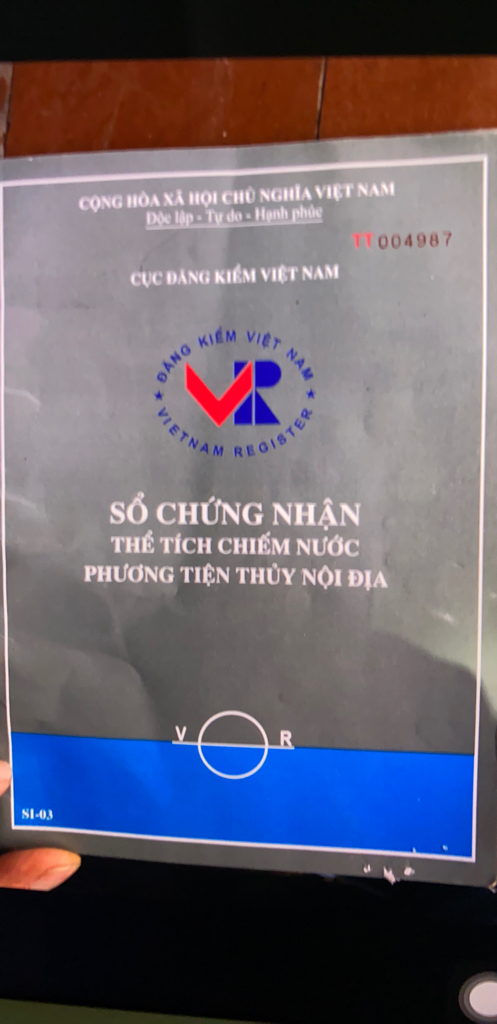 CỘNG HÒA XÃ HỘI CHỦ NGHĨA VIỆT NAM
Độc lập - Tự do - Hạnh phúc
TT 004987
CỤC ĐĂNG KIỂM VIỆT NAM
★ ĐĂNG KIỂM VIỆT NAM ★
VR
VIETNAM REGISTER
SỔ CHỨNG NHẬN
THỂ TÍCH CHIẾM NƯỚC
PHƯƠNG TIỆN THỦY NỘI ĐỊA
V R
SI-03